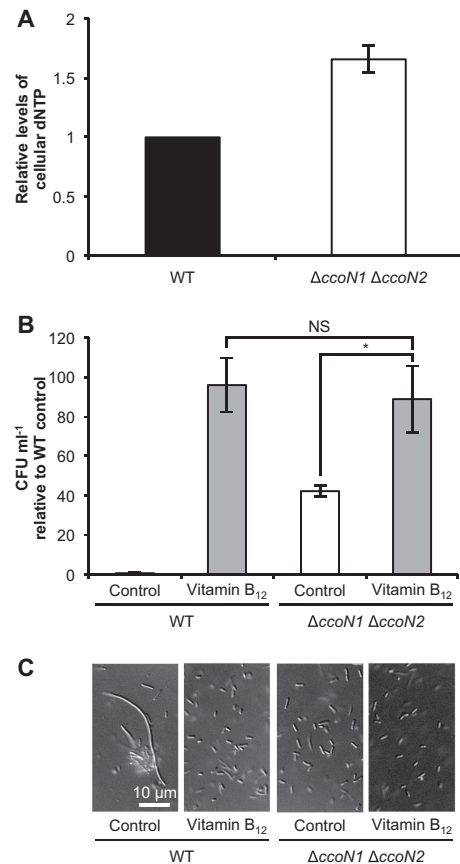 A
2
1.5
1
0.5
0
Relative levels of
cellular dNTP
WT
ΔccoN1 ΔccoN2
B
120
100
80
60
40
20
0
CFU ml-1
relative to WT control
NS
*
Control
Vitamin B12
Control
Vitamin B12
WT
ΔccoN1 ΔccoN2
C
10 µm
Control
Vitamin B12
Control
Vitamin B12
WT
ΔccoN1 ΔccoN2